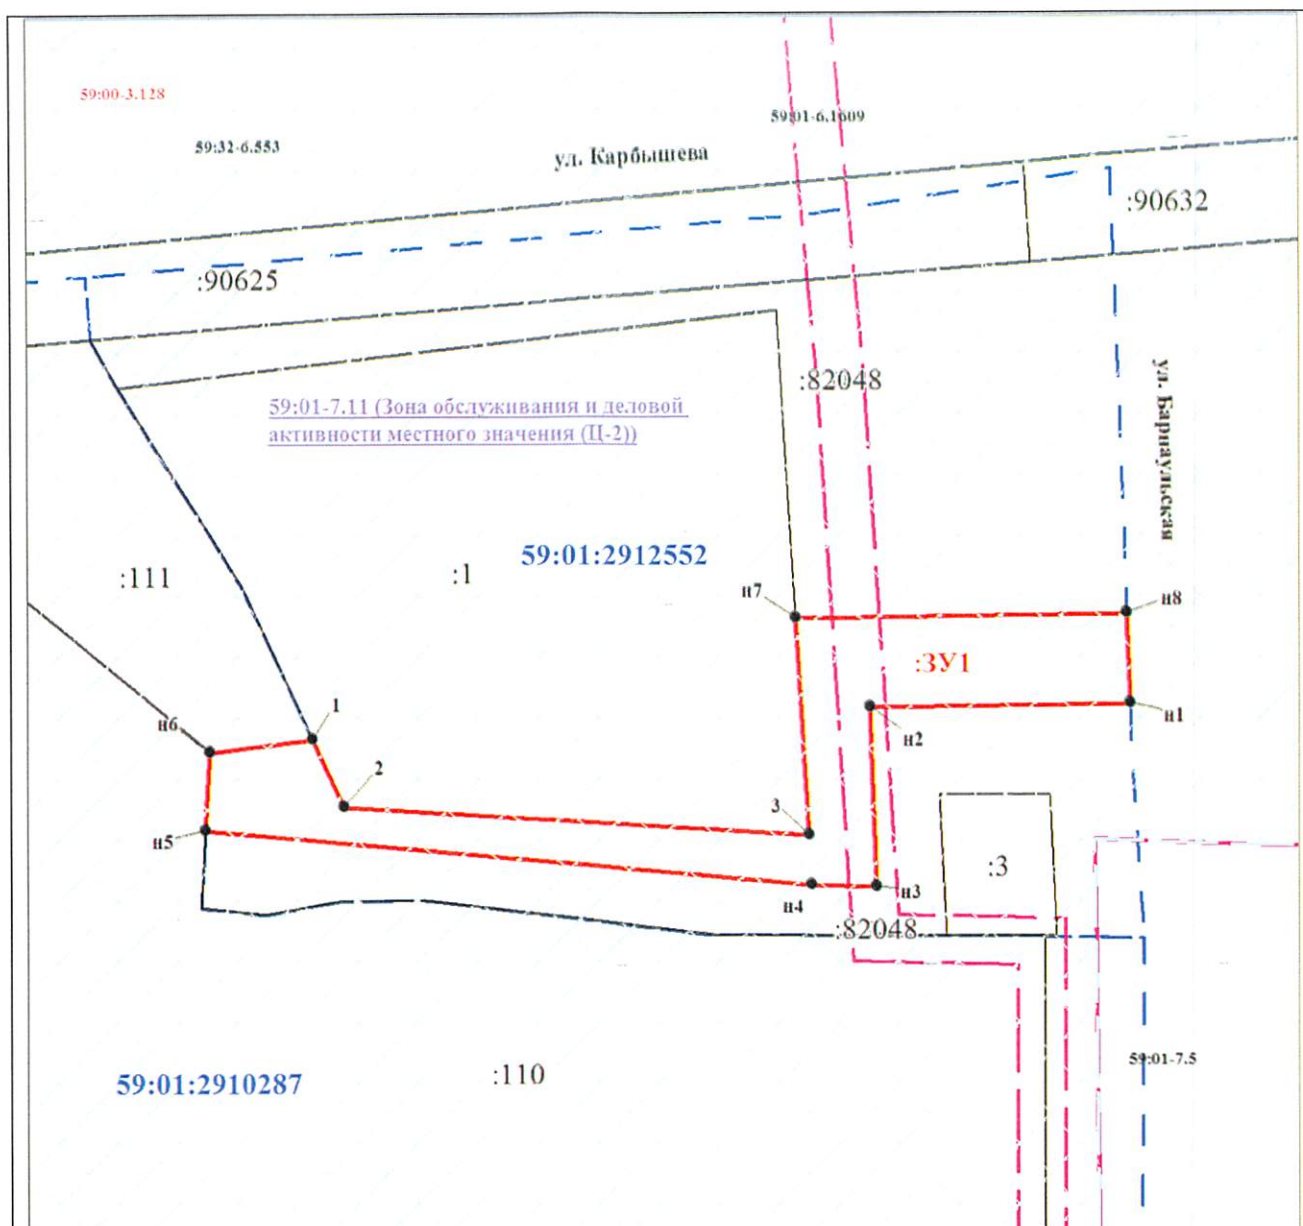 59:00-3.128
59:32-6.553
59:01-6.1609
ул. Карбышева
:90632
:90625
:82048
ул. Барнаульская
59:01-7.11 (Зона обслуживания и деловой
активности местного значения (Ц-2))
59:01:2912552
:111
:1
н7
н8
:ЗУ1
н1
1
н6
н2
2
3
н5
:3
н4
н3
:82048
59:01-7.5
59:01:2910287
:110